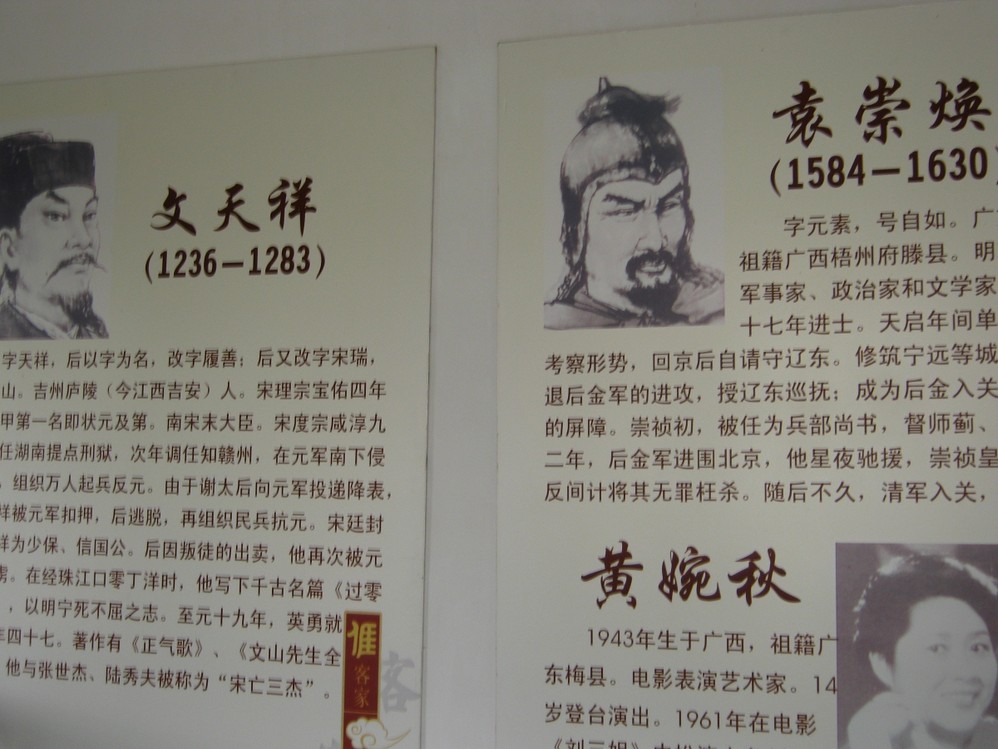 文天祥
(1236—1283)
字天祥，后以字为名，改字履善；后又改字宋瑞，
山。吉州庐陵（今江西吉安）人。宋理宗宝佑四年
甲第一名即状元及第。南宋末大臣。宋度宗咸淳九
任湖南提点刑狱，次年调任知赣州，在元军南下侵
，组织万人起兵反元。由于谢太后向元军投递降表，
祥被元军扣押，后逃脱，再组织民兵抗元。宋廷封
祥为少保、信国公。后因叛徒的出卖，他再次被元
虏。在经珠江口零丁洋时，他写下千古名篇《过零
，以明宁死不屈之志。至元十九年，英勇就
年四十七。著作有《正气歌》、《文山先生全
他与张世杰、陆秀夫被称为“宋亡三杰”。
客家
客
袁崇焕
(1584—1630)
字元素，号自如。广
祖籍广西梧州府滕县。明
军事家、政治家和文学家
十七年进士。天启年间单
考察形势，回京后自请守辽东。修筑宁远等城
退后金军的进攻，授辽东巡抚；成为后金入关
的屏障。崇祯初，被任为兵部尚书，督师蓟、
二年，后金军进围北京，他星夜驰援，崇祯皇
反间计将其无罪枉杀。随后不久，清军入关，
黄婉秋
1943年生于广西，祖籍广
东梅县。电影表演艺术家。14
岁登台演出。1961年在电影
《刘三姐》